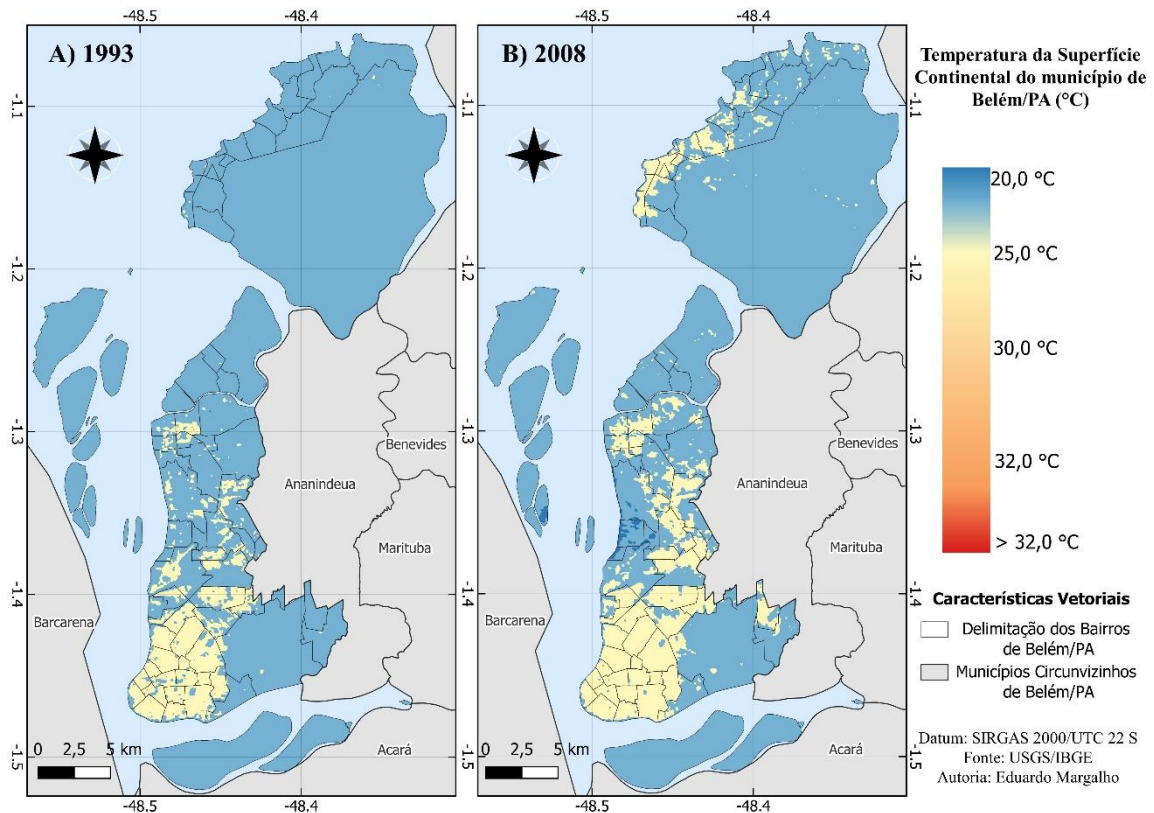 -48.5
-48.4
-48.5
-48.4
A) 1993
B) 2008
-1.1
-1.2
-1.3
-1.4
-1.5
-1.1
-1.2
-1.3
-1.4
-1.5
Benevides
Ananindeua
Marituba
Barcarena
Acará
0 2,5 5 km
-48.5
-48.4
Benevides
Ananindeua
Marituba
Barcarena
Acará
0 2,5 5 km
-48.5
-48.4
Temperatura da Superfície
Continental do município de
Belém/PA (°C)
20,0 °C
25,0 °C
30,0 °C
32,0 °C
> 32,0 °C
Características Vetoriais
Delimitação dos Bairros
de Belém/PA
Municípios Circunvizinhos
de Belém/PA
Datum: SIRGAS 2000/UTC 22 S
Fonte: USGS/IBGE
Autoria: Eduardo Margalho